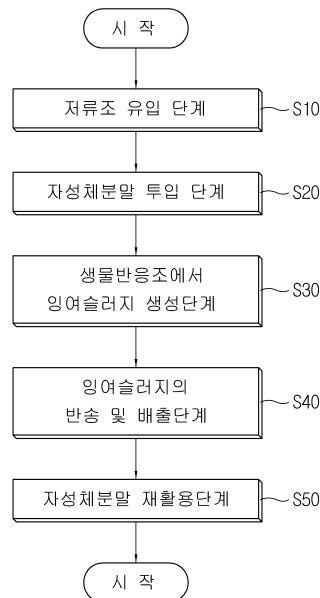 시 작
저류조 유입 단계
S10
자성체분말 투입 단계
S20
생물반응조에서
잉여슬러지 생성단계
S30
잉여슬러지의
반송 및 배출단계
S40
자성체분말 재활용단계
S50
시 작